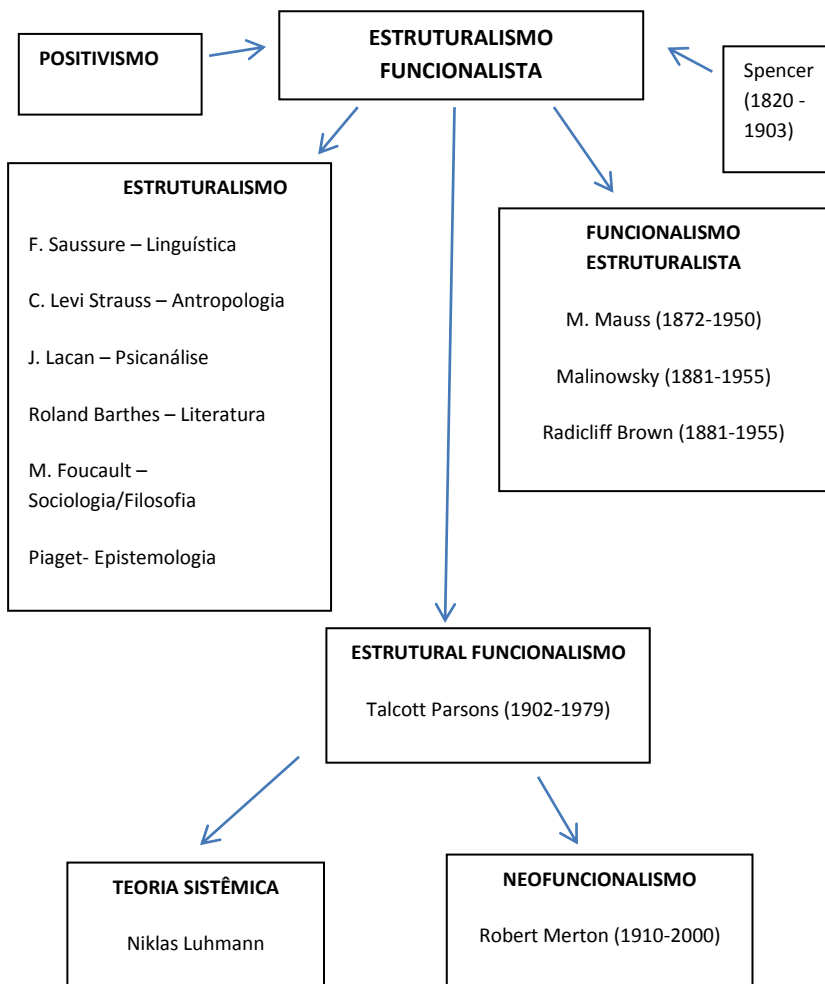 POSITIVISMO
ESTRUTURALISMO
FUNCIONALISTA
Spencer
(1820 -
1903)
ESTRUTURALISMO
F. Saussure – Linguística
C. Levi Strauss – Antropologia
J. Lacan – Psicanálise
Roland Barthes – Literatura
M. Foucault –
Sociologia/Filosofia
Piaget- Epistemologia
FUNCIONALISMO
ESTRUTURALISTA
M. Mauss (1872-1950)
Malinowsky (1881-1955)
Radicliff Brown (1881-1955)
ESTRUTURAL FUNCIONALISMO
Talcott Parsons (1902-1979)
TEORIA SISTÊMICA
Niklas Luhmann
NEOFUNCIONALISMO
Robert Merton (1910-2000)